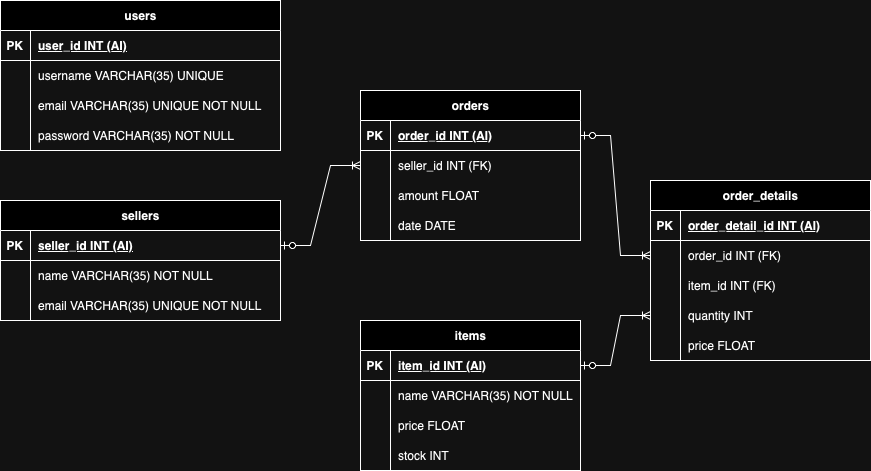 users
PK user_id INT (AI)
username VARCHAR(35) UNIQUE
email VARCHAR(35) UNIQUE NOT NULL
password VARCHAR(35) NOT NULL
sellers
PK seller_id INT (AI)
name VARCHAR(35) NOT NULL
email VARCHAR(35) UNIQUE NOT NULL
orders
PK order_id INT (AI)
seller_id INT (FK)
amount FLOAT
date DATE
items
PK item_id INT (AI)
name VARCHAR(35) NOT NULL
price FLOAT
stock INT
order_details
PK order_detail_id INT (AI)
order_id INT (FK)
item_id INT (FK)
quantity INT
price FLOAT